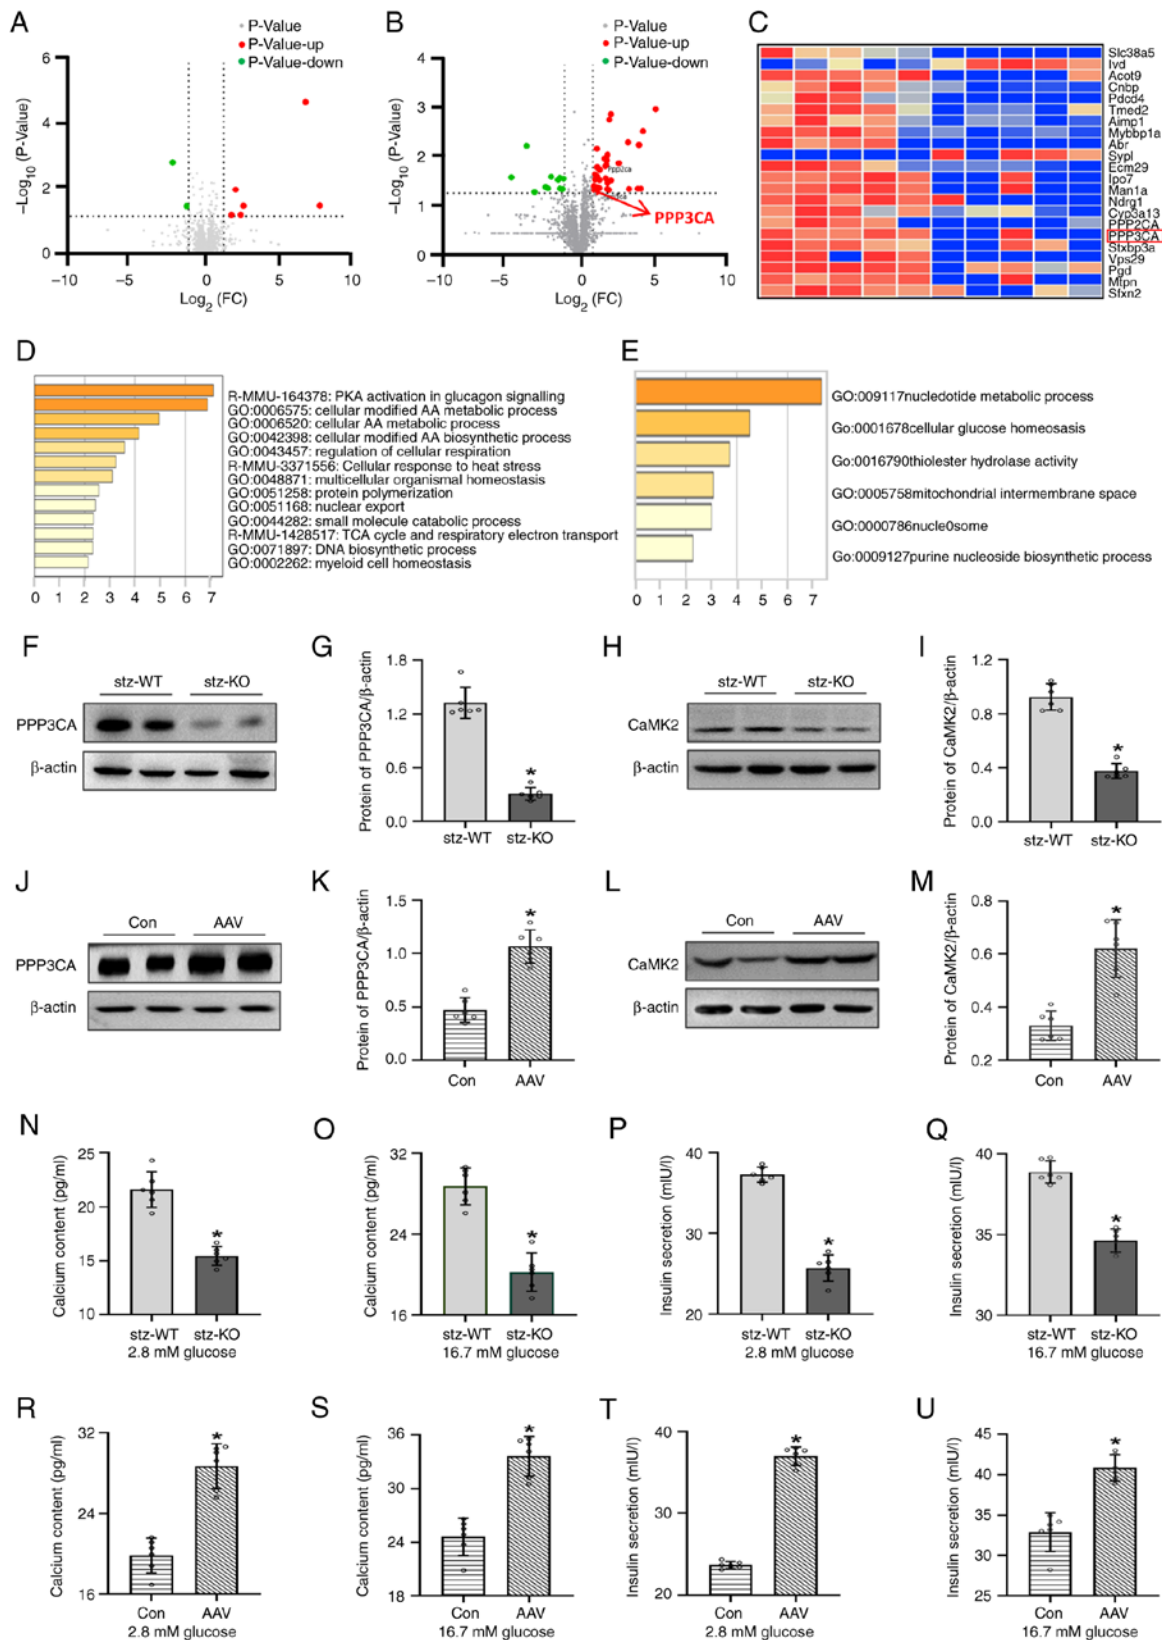 A
P-Value
P-Value-up
P-Value-down
6
4
2
0
−Log10 (P-Value)
−10
−5
0
5
10
Log2 (FC)
B
P-Value
P-Value-up
P-Value-down
4
3
2
1
0
−Log10 (P-Value)
Ppp2ca
PPP3CA
−10
−5
0
5
10
Log2 (FC)
C
Slc38a5
Ivd
Acot9
Cnbp
Pdcd4
Tmed2
Aimp1
Mybbp1a
Abr
Sypl
Ecm29
Ipo7
Man1a
Ndrg1
Cyp3a13
PPP2CA
PPP3CA
Stxbp3a
Vps29
Pgd
Mtpn
Sfxn2
D
R-MMU-164378: PKA activation in glucagon signalling
GO:0006575: cellular modified AA metabolic process
GO:0006520: cellular AA metabolic process
GO:0042398: cellular modified AA biosynthetic process
GO:0043457: regulation of cellular respiration
R-MMU-3371556: Cellular response to heat stress
GO:0048871: multicellular organismal homeostasis
GO:0051258: protein polymerization
GO:0051168: nuclear export
GO:0044282: small molecule catabolic process
R-MMU-1428517: TCA cycle and respiratory electron transport
GO:0071897: DNA biosynthetic process
GO:0002262: myeloid cell homeostasis
0 1 2 3 4 5 6 7
E
GO:009117nucledotide metabolic process
Go:0001678cellular glucose homeosasis
Go:0016790thiolester hydrolase activity
GO:0005758mitochondrial intermembrane space
GO:0000786nucle0some
Go:0009127purine nucleoside biosynthetic process
0 1 2 3 4 5 6 7
F
stz-WT stz-KO
PPP3CA
β-actin
G
Protein of PPP3CA/β-actin
1.8
1.2
0.6
0.0
*
stz-WT stz-KO
H
stz-WT stz-KO
CaMK2
β-actin
I
Protein of CaMK2/β-actin
1.2
0.8
0.4
0.0
*
stz-WT stz-KO
J
Con AAV
PPP3CA
β-actin
K
Protein of PPP3CA/β-actin
1.5
1.0
0.5
0.0
*
Con AAV
L
Con AAV
CaMK2
β-actin
M
Protein of CaMK2/β-actin
0.8
0.6
0.4
0.2
*
Con AAV
N
Calcium content (pg/ml)
25
20
15
10
*
stz-WT stz-KO
2.8 mM glucose
O
Calcium content (pg/ml)
32
24
16
*
stz-WT stz-KO
16.7 mM glucose
P
Insulin secretion (mIU/l)
40
30
20
*
stz-WT stz-KO
2.8 mM glucose
Q
Insulin secretion (mIU/l)
40
35
30
*
stz-WT stz-KO
16.7 mM glucose
R
Calcium content (pg/ml)
32
24
16
*
Con AAV
2.8 mM glucose
S
Calcium content (pg/ml)
36
30
24
18
*
Con AAV
16.7 mM glucose
T
Insulin secretion (mIU/l)
40
30
20
*
Con AAV
2.8 mM glucose
U
Insulin secretion (mIU/l)
45
40
35
30
25
*
Con AAV
16.7 mM glucose